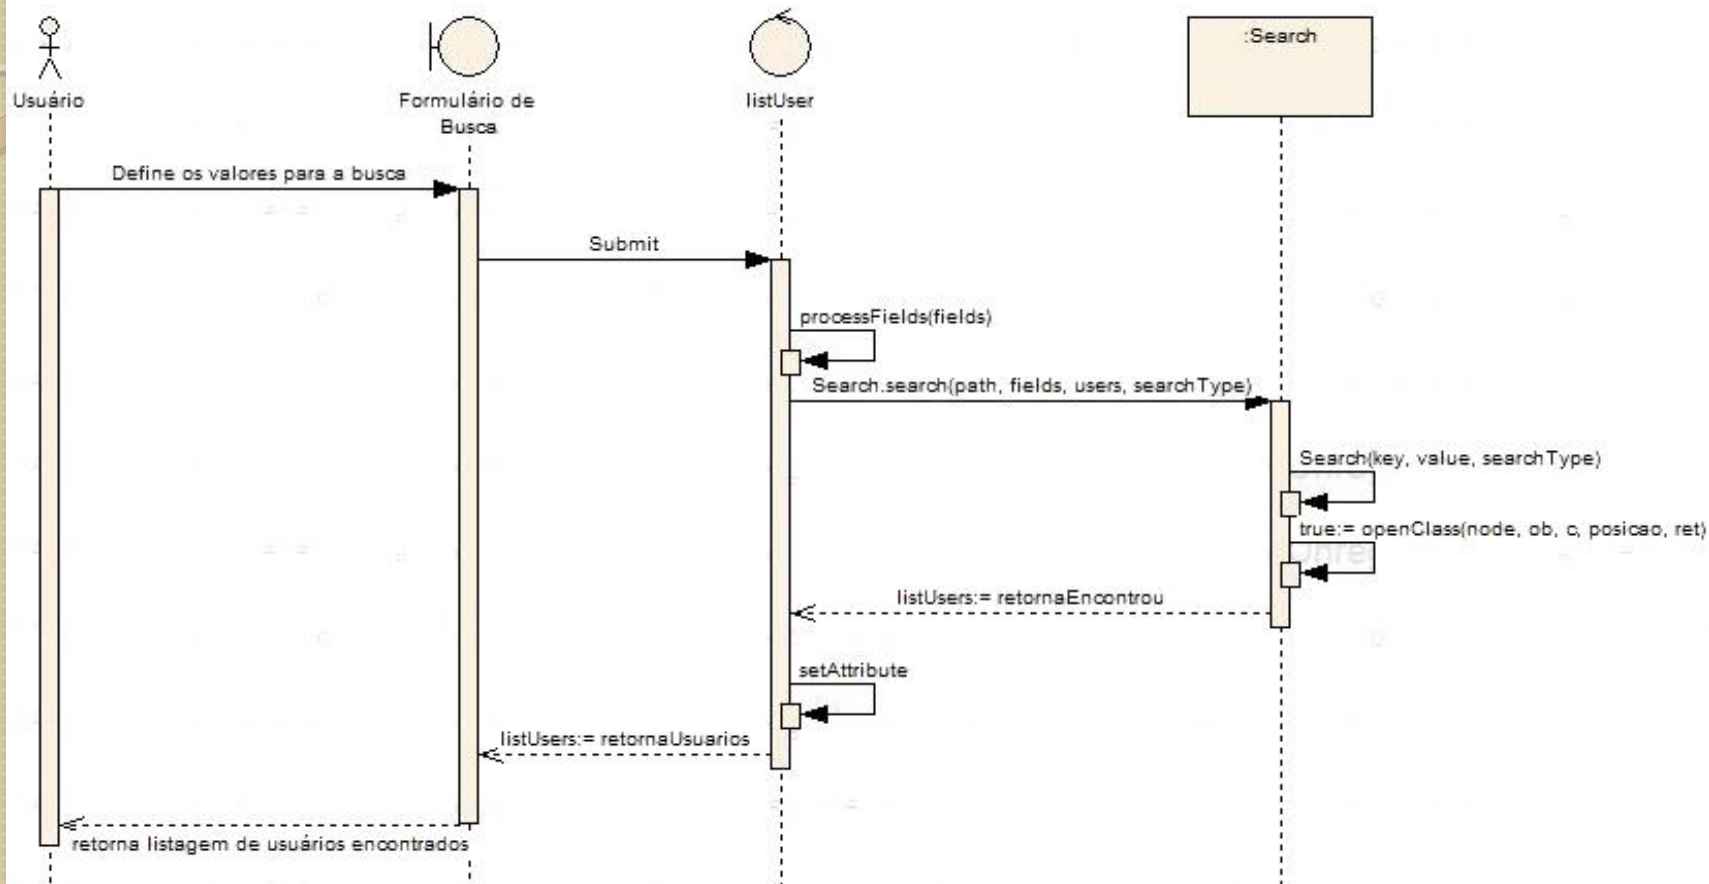 :Search
Usuário
Formulário de
Busca
listUser
Define os valores para a busca
Submit
processFields(fields)
Search.search(path, fields, users, searchType)
Search(key, value, searchType)
true:= openClass(node, ob, c, posicao, ret)
listUsers:= retornaEncontrou
setAttribute
listUsers:= retornaUsuarios
retorna listagem de usuários encontrados